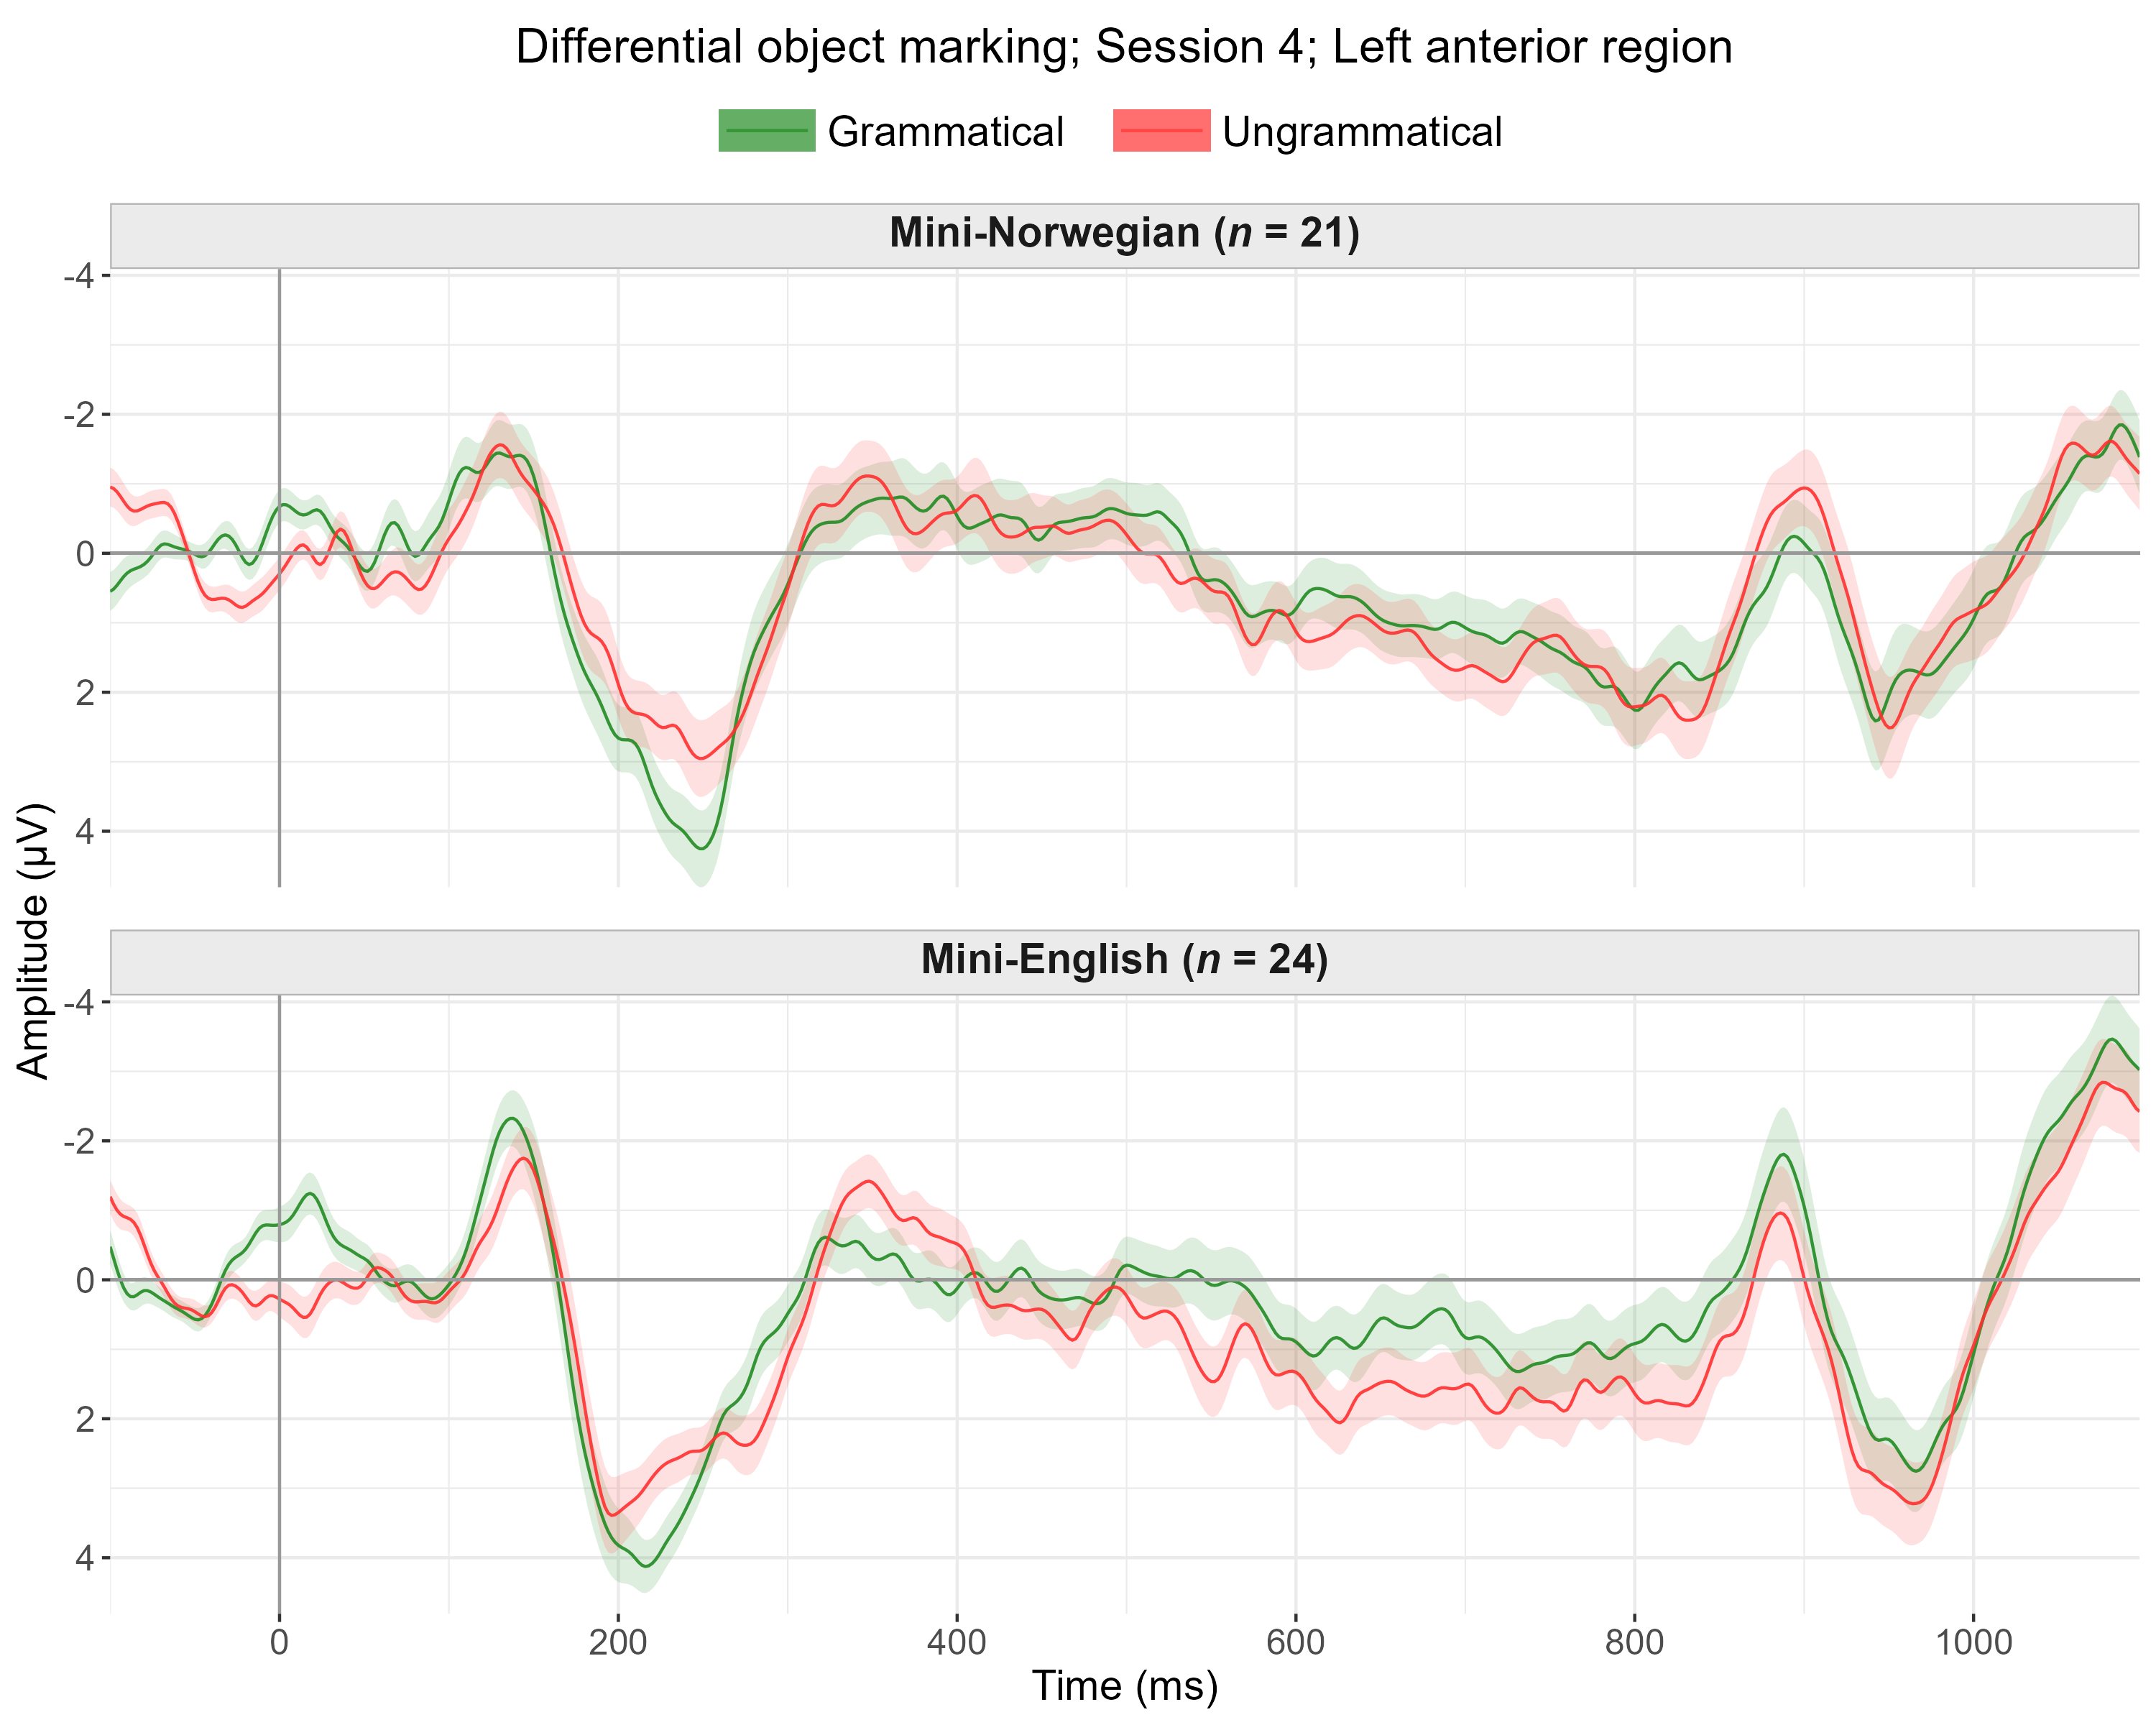 Differential object marking; Session 4; Left anterior region
Grammatical
Ungrammatical
Mini-Norwegian (n = 21)
-4
-2
0
2
4
Mini-English (n = 24)
-4
-2
0
2
4
Amplitude (µV)
0
200
400
600
800
1000
Time (ms)